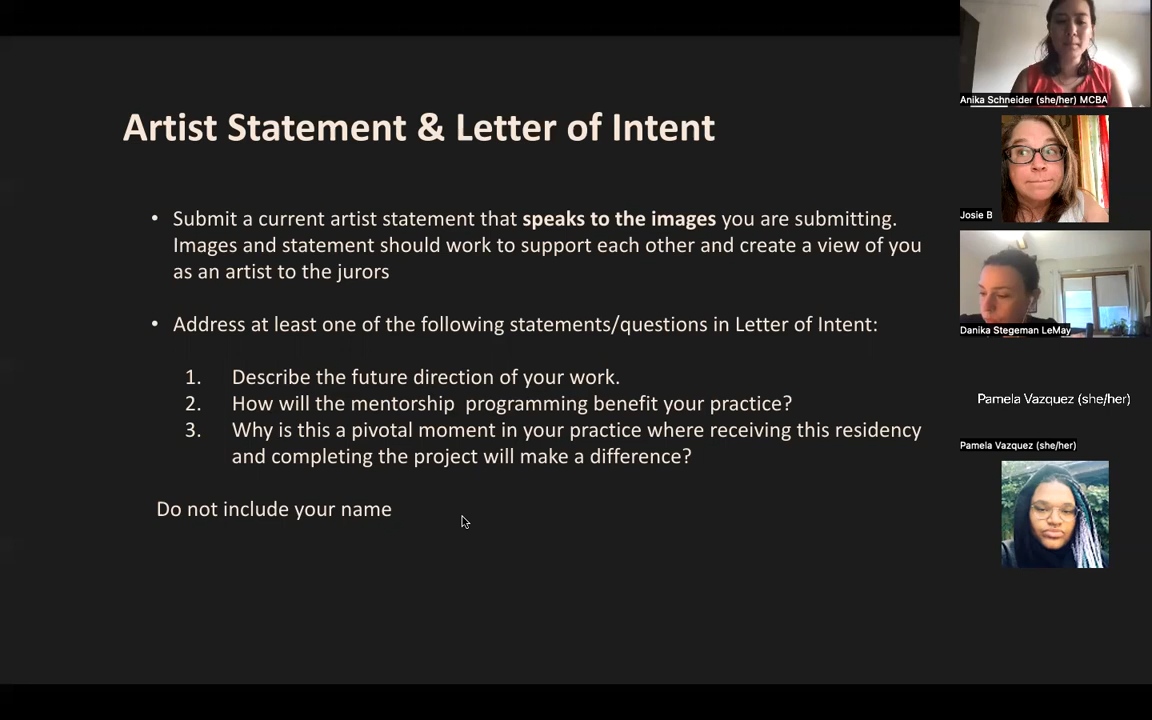 Artist Statement & Letter of Intent
• Submit a current artist statement that speaks to the images you are submitting.
Images and statement should work to support each other and create a view of you
as an artist to the jurors
• Address at least one of the following statements/questions in Letter of Intent:
1. Describe the future direction of your work.
2. How will the mentorship  programming benefit your practice?
3. Why is this a pivotal moment in your practice where receiving this residency
and completing the project will make a difference?
Do not include your name
Anika Schneider (she/her) MCBA
Josie B
Danika Stegeman LeMay
Pamela Vazquez (she/her)
Pamela Vazquez (she/her)